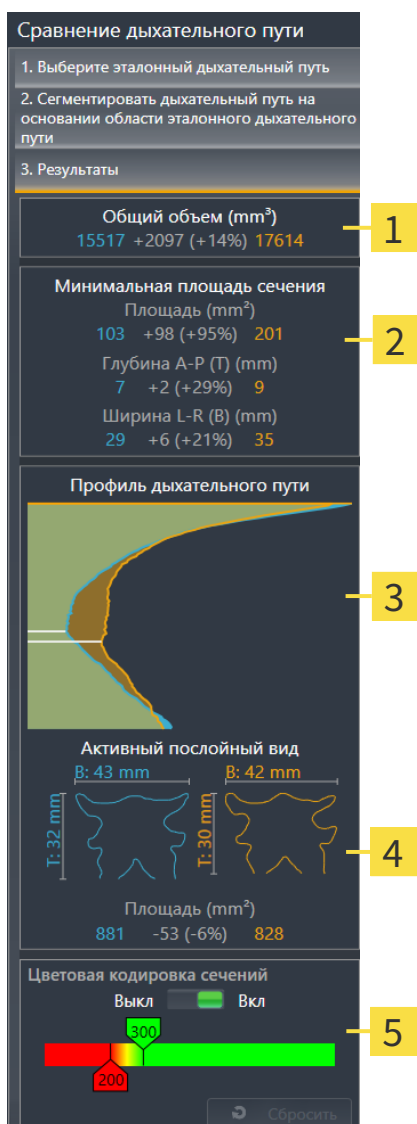 Сравнение дыхательного пути
1. Выберите эталонный дыхательный путь
2. Сегментировать дыхательный путь на
основании области эталонного дыхательного
пути
3. Результаты
Общий объем (mm³)
15517 +2097 (+14%) 17614
1
Минимальная площадь сечения
Площадь (mm²)
103 +98 (+95%) 201
2
Глубина A-P (T) (mm)
7 +2 (+29%) 9
Ширина L-R (B) (mm)
29 +6 (+21%) 35
Профиль дыхательного пути
3
Активный послойный вид
B: 43 mm B: 42 mm
T: 32 mm T: 30 mm
4
Площадь (mm²)
881 -53 (-6%) 828
Цветовая кодировка сечений
Выкл Вкл
5
300
200
Сбросить